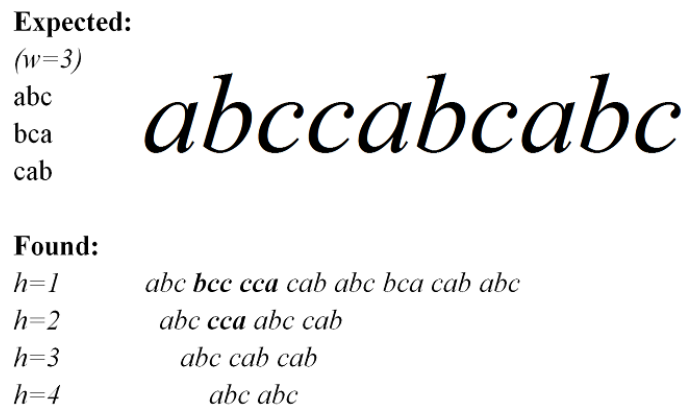 Expected:
(w=3)
abc
bca
cab
abccabcabc
Found:
h=1 abc bcc cca cab abc bca cab abc
h=2 abc cca abc cab
h=3 abc cab cab
h=4 abc abc